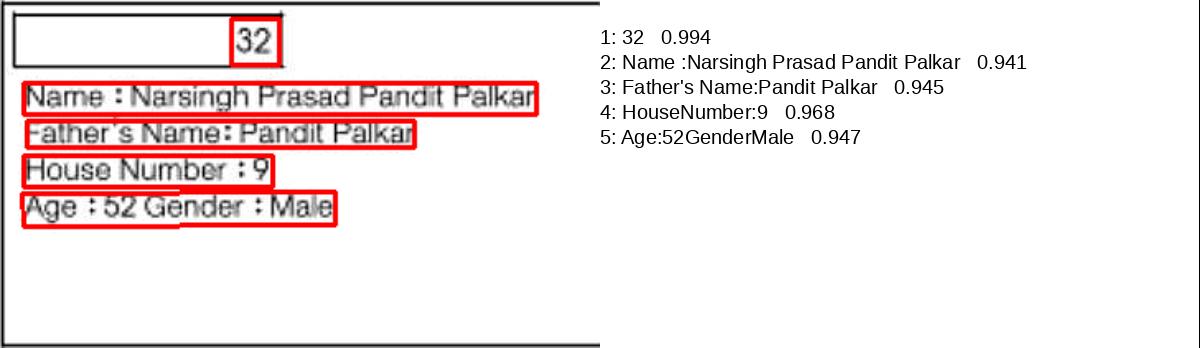 32
Name : Narsingh Prasad Pandit Palkar
Father's Name: Pandit Palkar
House Number : 9
Age : 52 Gender : Male
1: 32 0.994
2: Name :Narsingh Prasad Pandit Palkar 0.941
3: Father's Name:Pandit Palkar 0.945
4: HouseNumber:9 0.968
5: Age:52GenderMale 0.947